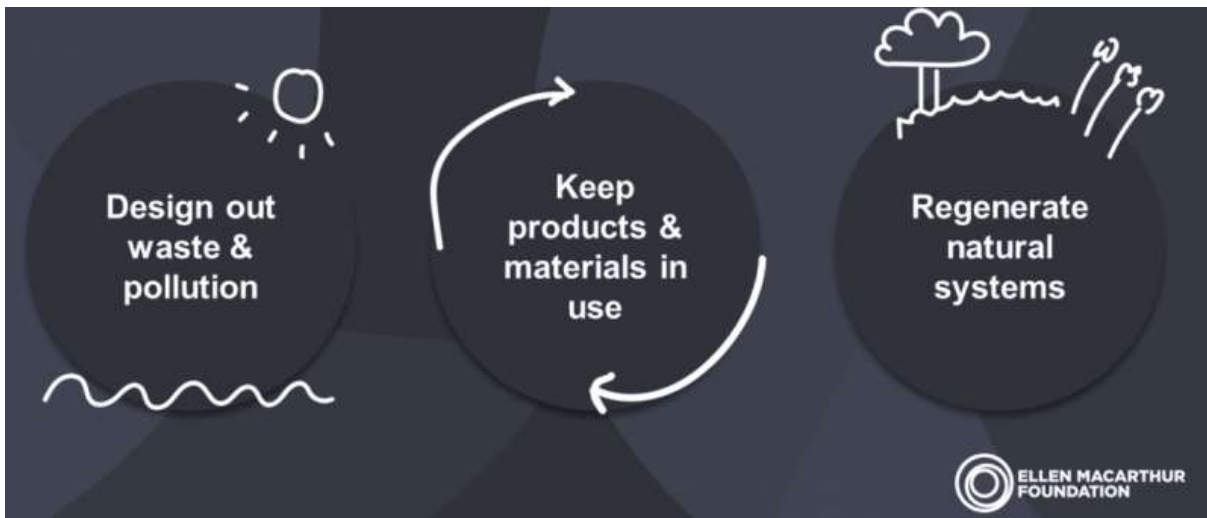 Design out
waste &
pollution
Keep
products &
materials in
use
Regenerate
natural
systems
ELLEN MACARTHUR
FOUNDATION